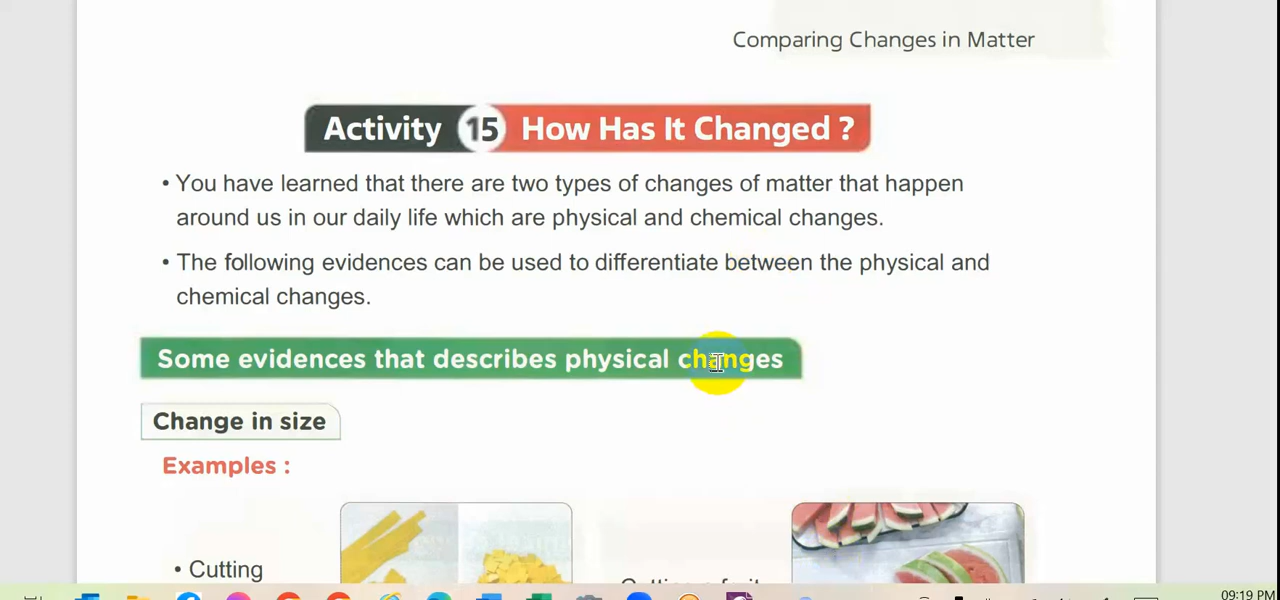 Comparing Changes in Matter
Activity 15 How Has It Changed ?
• You have learned that there are two types of changes of matter that happen
around us in our daily life which are physical and chemical changes.
• The following evidences can be used to differentiate between the physical and
chemical changes.
Some evidences that describes physical changes
Change in size
Examples :
• Cutting
09:19 PM